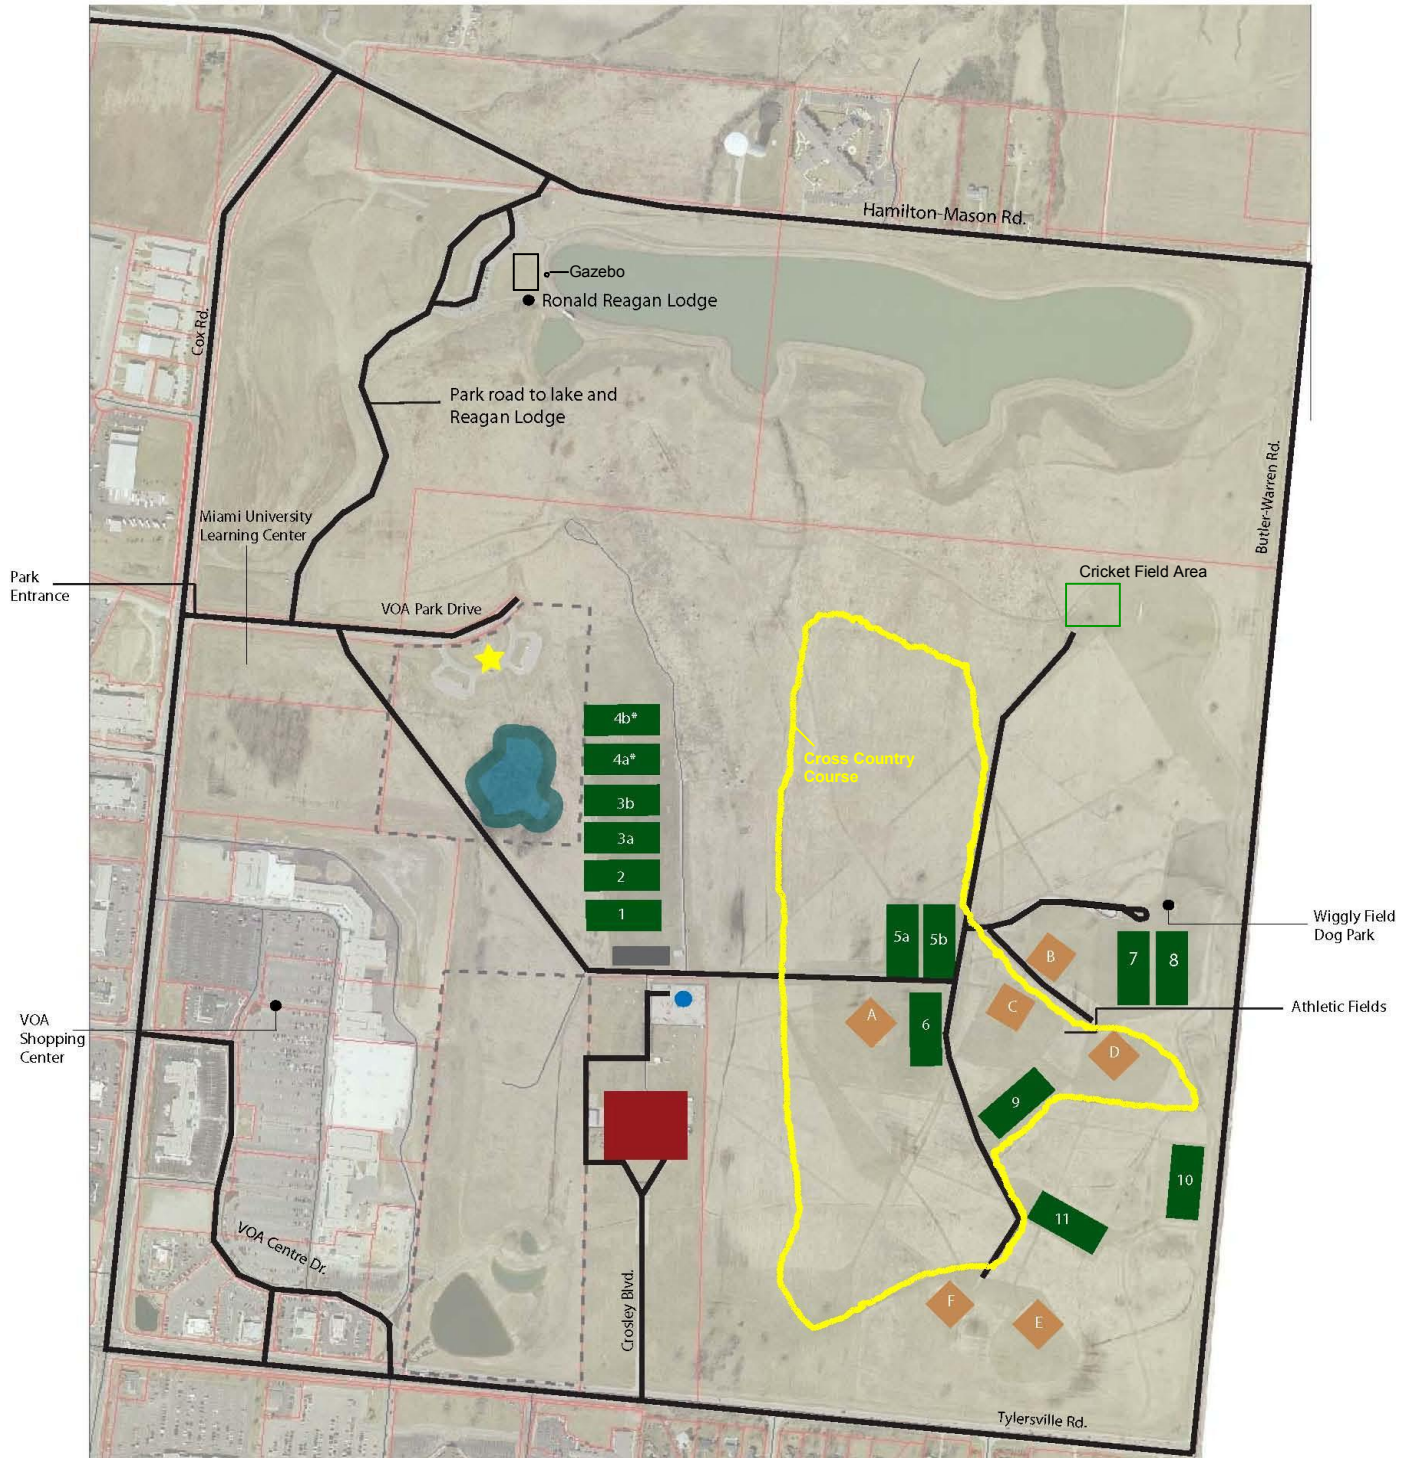 Hamilton-Mason Rd.
Gazebo
Ronald Reagan Lodge
Cox Rd.
Park road to lake and
Reagan Lodge
Butler-Warren Rd.
Miami University
Learning Center
Park
Entrance
Cricket Field Area
VOA Park Drive
4b*
4a*
3b
3a
2
1
Cross Country
Course
5a
5b
6
7
8
Wiggly Field
Dog Park
Athletic Fields
A
B
C
D
VOA
Shopping
Center
9
10
11
VOA Centre Dr.
Crosley Blvd.
F
E
Tylersville Rd.